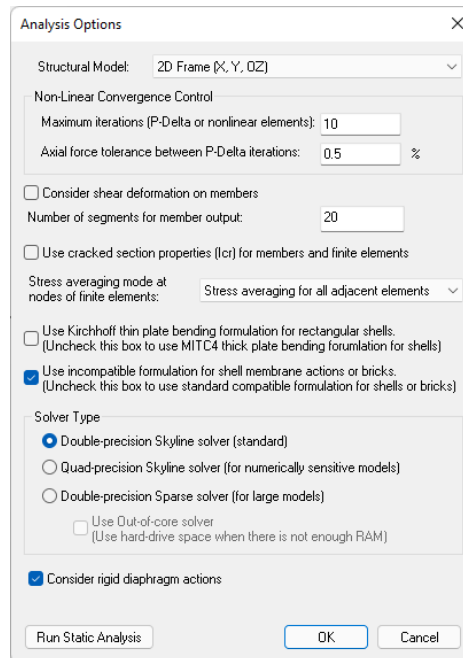 Analysis Options
Structural Model: 2D Frame (X, Y, OZ)
Non-Linear Convergence Control
Maximum iterations (P-Delta or nonlinear elements): 10
Axial force tolerance between P-Delta iterations: 0.5 %
Consider shear deformation on members
Number of segments for member output: 20
Use cracked section properties (Icr) for members and finite elements
Stress averaging mode at
nodes of finite elements: Stress averaging for all adjacent elements
Use Kirchhoff thin plate bending formulation for rectangular shells.
(Uncheck this box to use MITC4 thick plate bending forumlation for shells)
Use incompatible formulation for shell membrane actions or bricks.
(Uncheck this box to use standard compatible formulation for shells or bricks)
Solver Type
Double-precision Skyline solver (standard)
Quad-precision Skyline solver (for numerically sensitive models)
Double-precision Sparse solver (for large models)
Use Out-of-core solver
(Use hard-drive space when there is not enough RAM)
Consider rigid diaphragm actions
Run Static Analysis OK Cancel